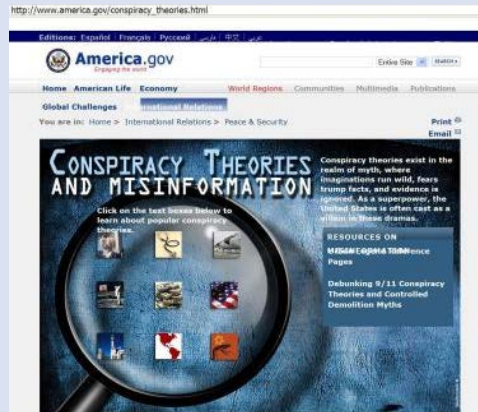 http://www.america.gov/conspiracy_theories.html
Editions: Español | Français | Русский | فارسی | 中文 | عربي
America.gov
Engaging the world
Entire Site
SEARCH
Home American Life Economy World Regions Communities Multimedia Publications
Global Challenges International Relations
You are in: Home > International Relations > Peace & Security
Print
Email
CONSPIRACY THEORIES
AND MISINFORMATION
Click on the text boxes below to
learn about popular conspiracy
theories.
Conspiracy theories exist in the
realm of myth, where
imaginations run wild, fears
trump facts, and evidence is
ignored. As a superpower, the
United States is often cast as a
villain in these dramas.
RESOURCES ON
MISINFORMATION
Pages
Debunking 9/11 Conspiracy
Theories and Controlled
Demolition Myths